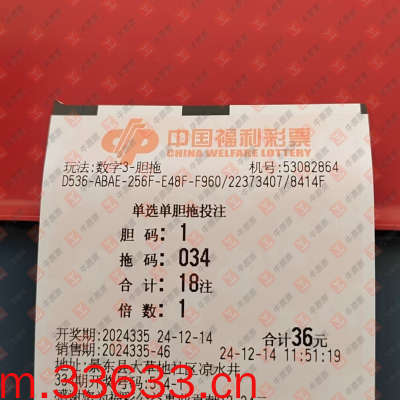 中国福利彩票
CHINA WELFARE LOTTERY
玩法:数字3-胆拖 机号:53082864
D536-ABAE-256F-E48F-F960/22373407/8414F
单选单胆拖投注
胆 码: 1
拖 码: 034
合 计: 18注
倍 数: 1
开奖期:2024335 24-12-14 合计36元
销售期:2024335-46 24-12-14 11:51:19
m.33633.cn